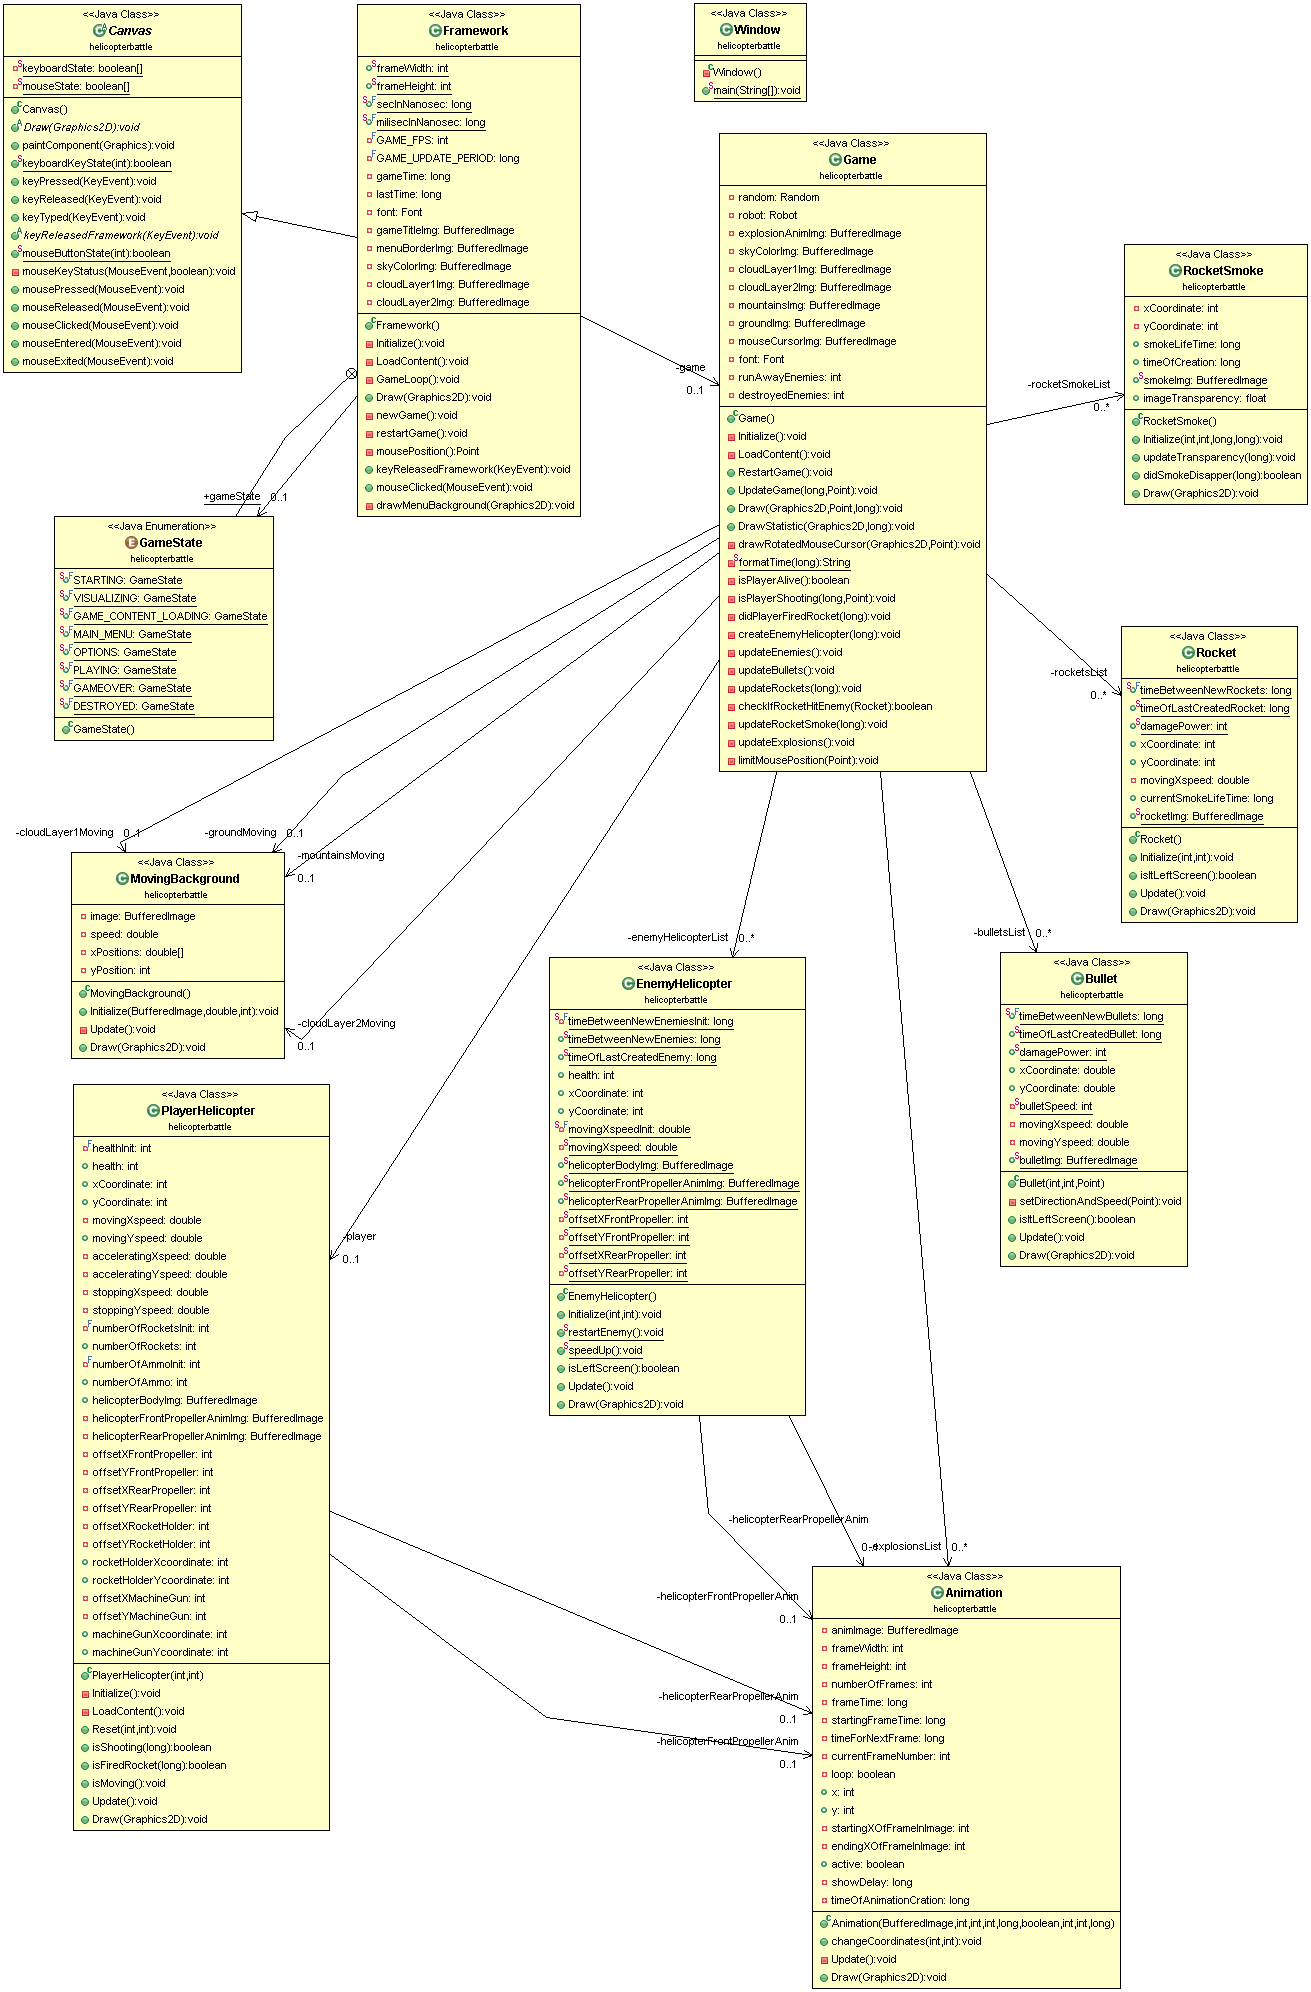 <<Java Class>>
Canvas
helicopterbattle
keyboardState: boolean[]
mouseState: boolean[]
Canvas()
Draw(Graphics2D):void
paintComponent(Graphics):void
keyboardKeyState(int):boolean
keyPressed(KeyEvent):void
keyReleased(KeyEvent):void
keyTyped(KeyEvent):void
keyReleasedFramework(KeyEvent):void
mouseButtonState(int):boolean
mouseKeyStatus(MouseEvent,boolean):void
mousePressed(MouseEvent):void
mouseReleased(MouseEvent):void
mouseClicked(MouseEvent):void
mouseEntered(MouseEvent):void
mouseExited(MouseEvent):void
<<Java Class>>
Framework
helicopterbattle
frameWidth: int
frameHeight: int
secInNanosec: long
milisecInNanosec: long
GAME_FPS: int
GAME_UPDATE_PERIOD: long
gameTime: long
lastTime: long
font: Font
gameTitleImg: BufferedImage
menuBorderImg: BufferedImage
skyColorImg: BufferedImage
cloudLayer1Img: BufferedImage
cloudLayer2Img: BufferedImage
Framework()
Initialize():void
LoadContent():void
GameLoop():void
Draw(Graphics2D):void
newGame():void
restartGame():void
mousePosition():Point
keyReleasedFramework(KeyEvent):void
mouseClicked(MouseEvent):void
drawMenuBackground(Graphics2D):void
<<Java Class>>
Window
helicopterbattle
Window()
main(String[]):void
<<Java Class>>
Game
helicopterbattle
random: Random
robot: Robot
explosionAnimImg: BufferedImage
skyColorImg: BufferedImage
cloudLayer1Img: BufferedImage
cloudLayer2Img: BufferedImage
mountainsImg: BufferedImage
groundImg: BufferedImage
mouseCursorImg: BufferedImage
font: Font
runAwayEnemies: int
destroyedEnemies: int
Game()
Initialize():void
LoadContent():void
RestartGame():void
UpdateGame(long,Point):void
Draw(Graphics2D,Point,long):void
DrawStatistic(Graphics2D,long):void
drawRotatedMouseCursor(Graphics2D,Point):void
formatTime(long):String
isPlayerAlive():boolean
isPlayerShooting(long,Point):void
didPlayerFiredRocket(long):void
createEnemyHelicopter(long):void
updateEnemies():void
updateBullets():void
updateRockets(long):void
checkIfRocketHitEnemy(Rocket):boolean
updateRocketSmoke(long):void
updateExplosions():void
limitMousePosition(Point):void
-game
0..1
<<Java Class>>
RocketSmoke
helicopterbattle
xCoordinate: int
yCoordinate: int
smokeLifeTime: long
timeOfCreation: long
smokeImg: BufferedImage
imageTransparency: float
RocketSmoke()
Initialize(int,int,long,long):void
updateTransparency(long):void
didSmokeDisapper(long):boolean
Draw(Graphics2D):void
-rocketSmokeList
0..*
+gameState
0..1
<<Java Enumeration>>
GameState
helicopterbattle
STARTING: GameState
VISUALIZING: GameState
GAME_CONTENT_LOADING: GameState
MAIN_MENU: GameState
OPTIONS: GameState
PLAYING: GameState
GAMEOVER: GameState
DESTROYED: GameState
GameState()
<<Java Class>>
Rocket
helicopterbattle
timeBetweenNewRockets: long
timeOfLastCreatedRocket: long
damagePower: int
xCoordinate: int
yCoordinate: int
movingXspeed: double
currentSmokeLifeTime: long
rocketImg: BufferedImage
Rocket()
Initialize(int,int):void
isItLeftScreen():boolean
Update():void
Draw(Graphics2D):void
-rocketsList
0..*
-cloudLayer1Moving
0..1
-groundMoving
0..1
-mountainsMoving
0..1
-cloudLayer2Moving
0..1
<<Java Class>>
MovingBackground
helicopterbattle
image: BufferedImage
speed: double
xPositions: double[]
yPosition: int
MovingBackground()
Initialize(BufferedImage,double,int):void
Update():void
Draw(Graphics2D):void
-enemyHelicopterList
0..*
<<Java Class>>
EnemyHelicopter
helicopterbattle
timeBetweenNewEnemiesInit: long
timeBetweenNewEnemies: long
timeOfLastCreatedEnemy: long
health: int
xCoordinate: int
yCoordinate: int
movingXspeedInit: double
movingXspeed: double
helicopterBodyImg: BufferedImage
helicopterFrontPropellerAnimImg: BufferedImage
helicopterRearPropellerAnimImg: BufferedImage
offsetXFrontPropeller: int
offsetYFrontPropeller: int
offsetXRearPropeller: int
offsetYRearPropeller: int
EnemyHelicopter()
Initialize(int,int):void
restartEnemy():void
speedUp():void
isLeftScreen():boolean
Update():void
Draw(Graphics2D):void
-bulletsList
0..*
<<Java Class>>
Bullet
helicopterbattle
timeBetweenNewBullets: long
timeOfLastCreatedBullet: long
damagePower: int
xCoordinate: double
yCoordinate: double
bulletSpeed: int
movingXspeed: double
movingYspeed: double
bulletImg: BufferedImage
Bullet(int,int,Point)
setDirectionAndSpeed(Point):void
isItLeftScreen():boolean
Update():void
Draw(Graphics2D):void
<<Java Class>>
PlayerHelicopter
helicopterbattle
healthInit: int
health: int
xCoordinate: int
yCoordinate: int
movingXspeed: double
movingYspeed: double
acceleratingXspeed: double
acceleratingYspeed: double
stoppingXspeed: double
stoppingYspeed: double
numberOfRocketsInit: int
numberOfRockets: int
numberOfAmmoInit: int
numberOfAmmo: int
helicopterBodyImg: BufferedImage
helicopterFrontPropellerAnimImg: BufferedImage
helicopterRearPropellerAnimImg: BufferedImage
offsetXFrontPropeller: int
offsetYFrontPropeller: int
offsetXRearPropeller: int
offsetYRearPropeller: int
offsetXRocketHolder: int
offsetYRocketHolder: int
rocketHolderXcoordinate: int
rocketHolderYcoordinate: int
offsetXMachineGun: int
offsetYMachineGun: int
machineGunXcoordinate: int
machineGunYcoordinate: int
PlayerHelicopter(int,int)
Initialize():void
LoadContent():void
Reset(int,int):void
isShooting(long):boolean
isFiredRocket(long):boolean
isMoving():void
Update():void
Draw(Graphics2D):void
-player
0..1
-helicopterRearPropellerAnim
-explosionsList
0..*
-helicopterFrontPropellerAnim
0..1
-helicopterRearPropellerAnim
0..1
-helicopterFrontPropellerAnim
0..1
<<Java Class>>
Animation
helicopterbattle
animImage: BufferedImage
frameWidth: int
frameHeight: int
numberOfFrames: int
frameTime: long
startingFrameTime: long
timeForNextFrame: long
currentFrameNumber: int
loop: boolean
x: int
y: int
startingXOfFrameInImage: int
endingXOfFrameInImage: int
active: boolean
showDelay: long
timeOfAnimationCration: long
Animation(BufferedImage,int,int,int,long,boolean,int,int,long)
changeCoordinates(int,int):void
Update():void
Draw(Graphics2D):void